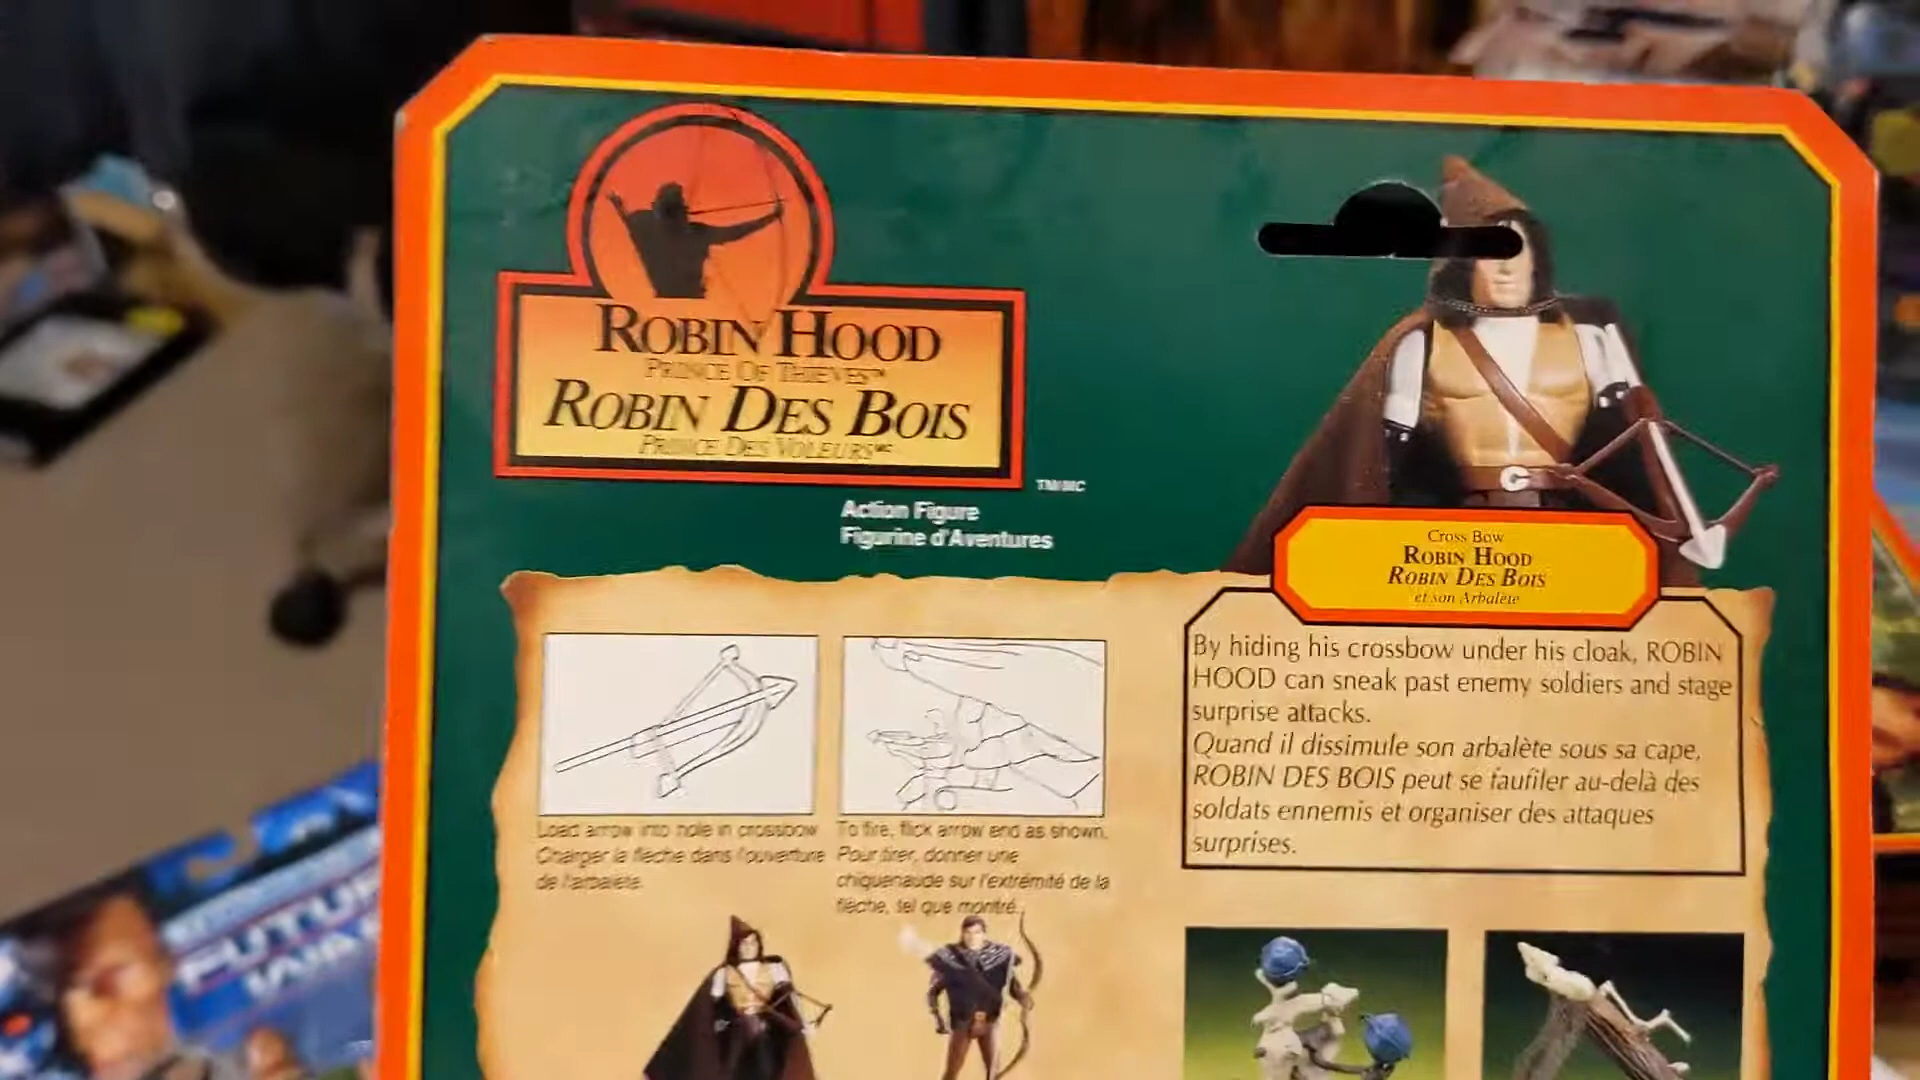 ROBIN HOOD
PRINCE OF THIEVES™
ROBIN DES BOIS
PRINCE DES VOLEURS MC
TM/MC
Action Figure
Figurine d'Aventures
Cross Bow
ROBIN HOOD
ROBIN DES BOIS
et son Arbalète
By hiding his crossbow under his cloak, ROBIN
HOOD can sneak past enemy soldiers and stage
surprise attacks.
Quand il dissimule son arbalète sous sa cape,
ROBIN DES BOIS peut se faufiler au-delà des
soldats ennemis et organiser des attaques
surprises.
Load arrow into hole in crossbow
Charger la flèche dans l'ouverture
de l'arbalète.
To fire, flick arrow end as shown.
Pour tirer, donner une
chiquenaude sur l'extrémité de la
flèche, tel que montré.
FUTUR
WAR